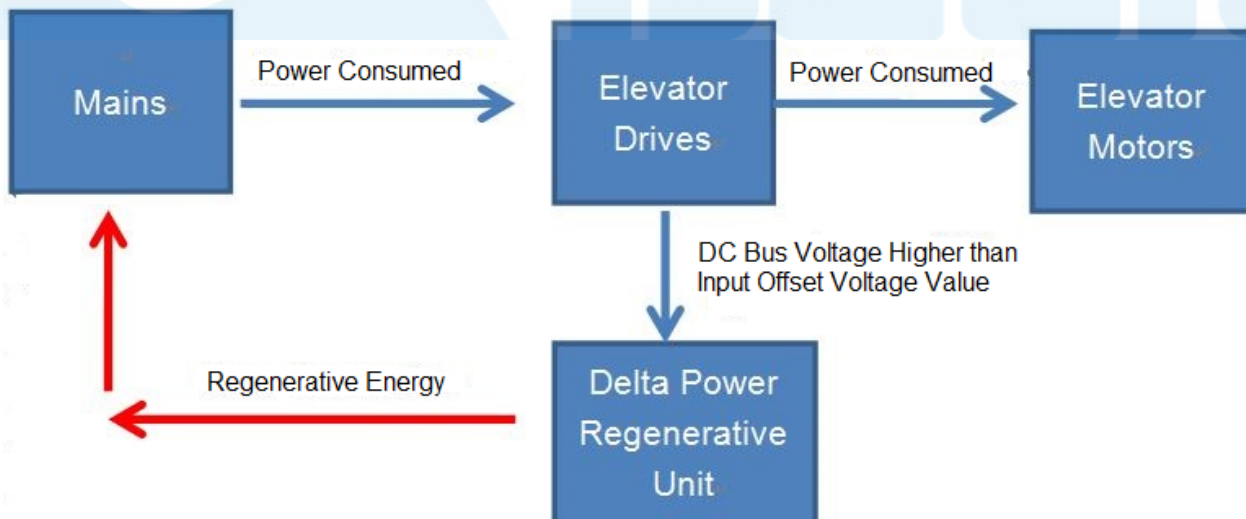 Mains
Power Consumed
Elevator
Drives
Power Consumed
Elevator
Motors
DC Bus Voltage Higher than
Input Offset Voltage Value
Regenerative Energy
Delta Power
Regenerative
Unit